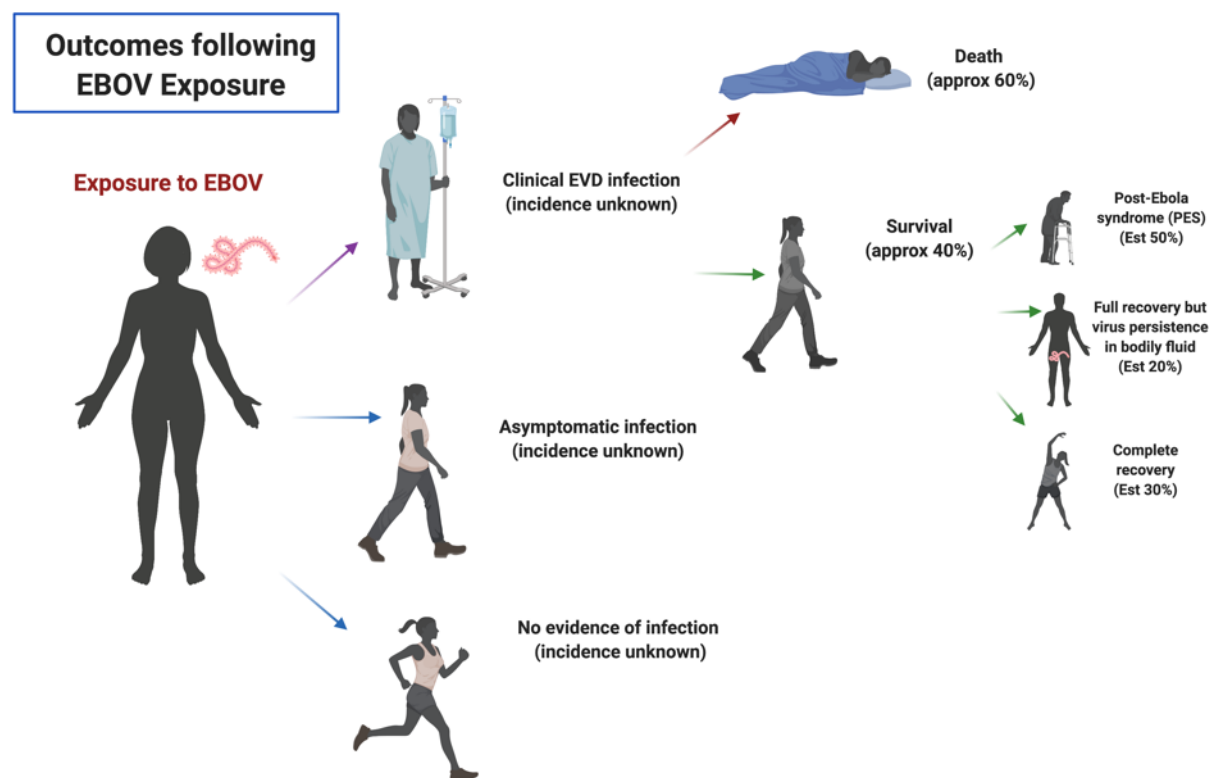 Outcomes following
EBOV Exposure
Exposure to EBOV
Clinical EVD infection
(incidence unknown)
Death
(approx 60%)
Survival
(approx 40%)
Post-Ebola
syndrome (PES)
(Est 50%)
Full recovery but
virus persistence
in bodily fluid
(Est 20%)
Complete
recovery
(Est 30%)
Asymptomatic infection
(incidence unknown)
No evidence of infection
(incidence unknown)